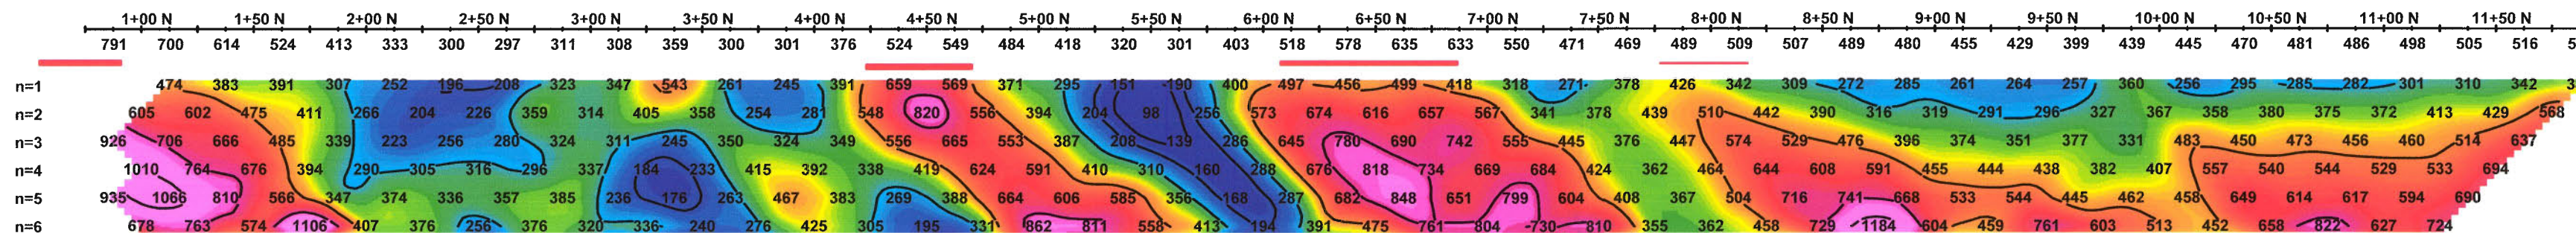 1+00 N 1+50 N 2+00 N 2+50 N 3+00 N 3+50 N 4+00 N 4+50 N 5+00 N 5+50 N 6+00 N 6+50 N 7+00 N 7+50 N 8+00 N 8+50 N 9+00 N 9+50 N 10+00 N 10+50 N 11+00 N 11+50 N
791 700 614 524 413 333 300 297 311 308 359 300 301 376 524 549 484 418 320 301 403 518 578 635 633 550 471 469 489 509 507 489 480 455 429 399 439 445 470 481 486 498 505 516 5
n=1 474 383 391 307 252 196 208 323 347 543 261 245 391 659 569 371 295 151 190 400 497 456 499 418 318 271 378 426 342 309 272 285 261 264 257 360 256 295 285 282 301 310 342 3
n=2 605 602 475 411 266 204 226 359 314 405 358 254 281 548 820 556 394 204 98 256 573 674 616 657 567 341 378 439 510 442 390 316 319 291 296 327 367 358 380 375 372 413 429 568
n=3 926 706 666 485 339 223 256 280 324 311 245 350 324 349 556 665 553 387 208 139 286 645 780 690 742 555 445 376 447 574 529 476 396 374 351 377 331 483 450 473 456 460 514 637
n=4 1010 764 676 394 290 305 316 296 337 184 233 415 392 338 419 624 591 410 310 160 288 676 818 734 669 684 424 362 464 644 608 591 455 444 438 382 407 557 540 544 529 533 694
n=5 935 1066 810 566 347 374 336 357 385 236 176 263 467 383 269 388 664 606 585 356 168 287 682 848 651 799 604 408 367 504 716 741 668 533 544 445 462 458 649 614 617 594 690
n=6 678 763 574 1106 407 376 256 376 320 336 240 276 425 305 195 331 862 811 558 413 194 391 475 761 804 730 810 355 362 458 729 1184 604 459 761 603 513 452 658 822 627 724